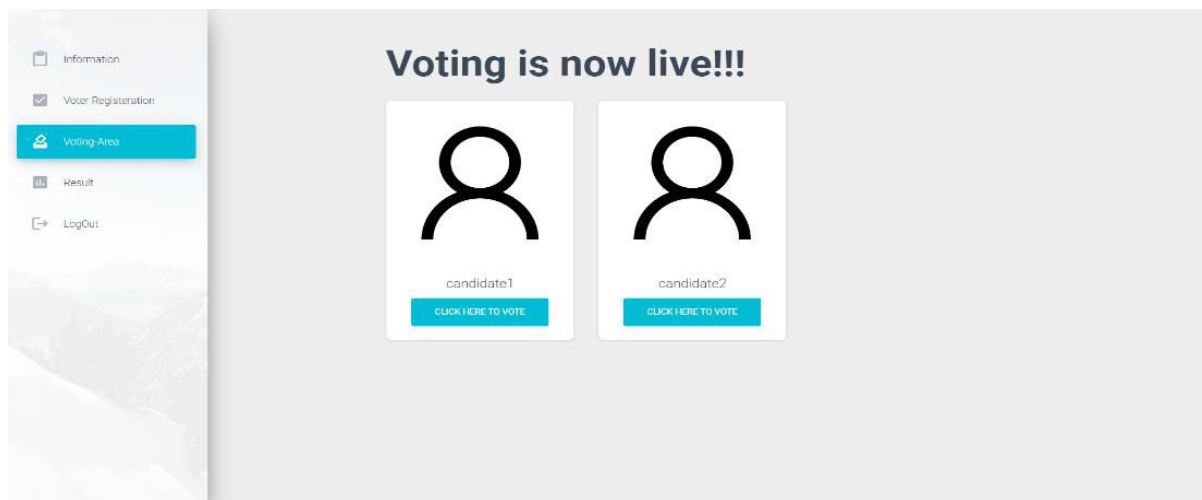 Information
Voter Registeration
Voting-Area
Result
LogOut
Voting is now live!!!
candidate1
CLICK HERE TO VOTE
candidate2
CLICK HERE TO VOTE